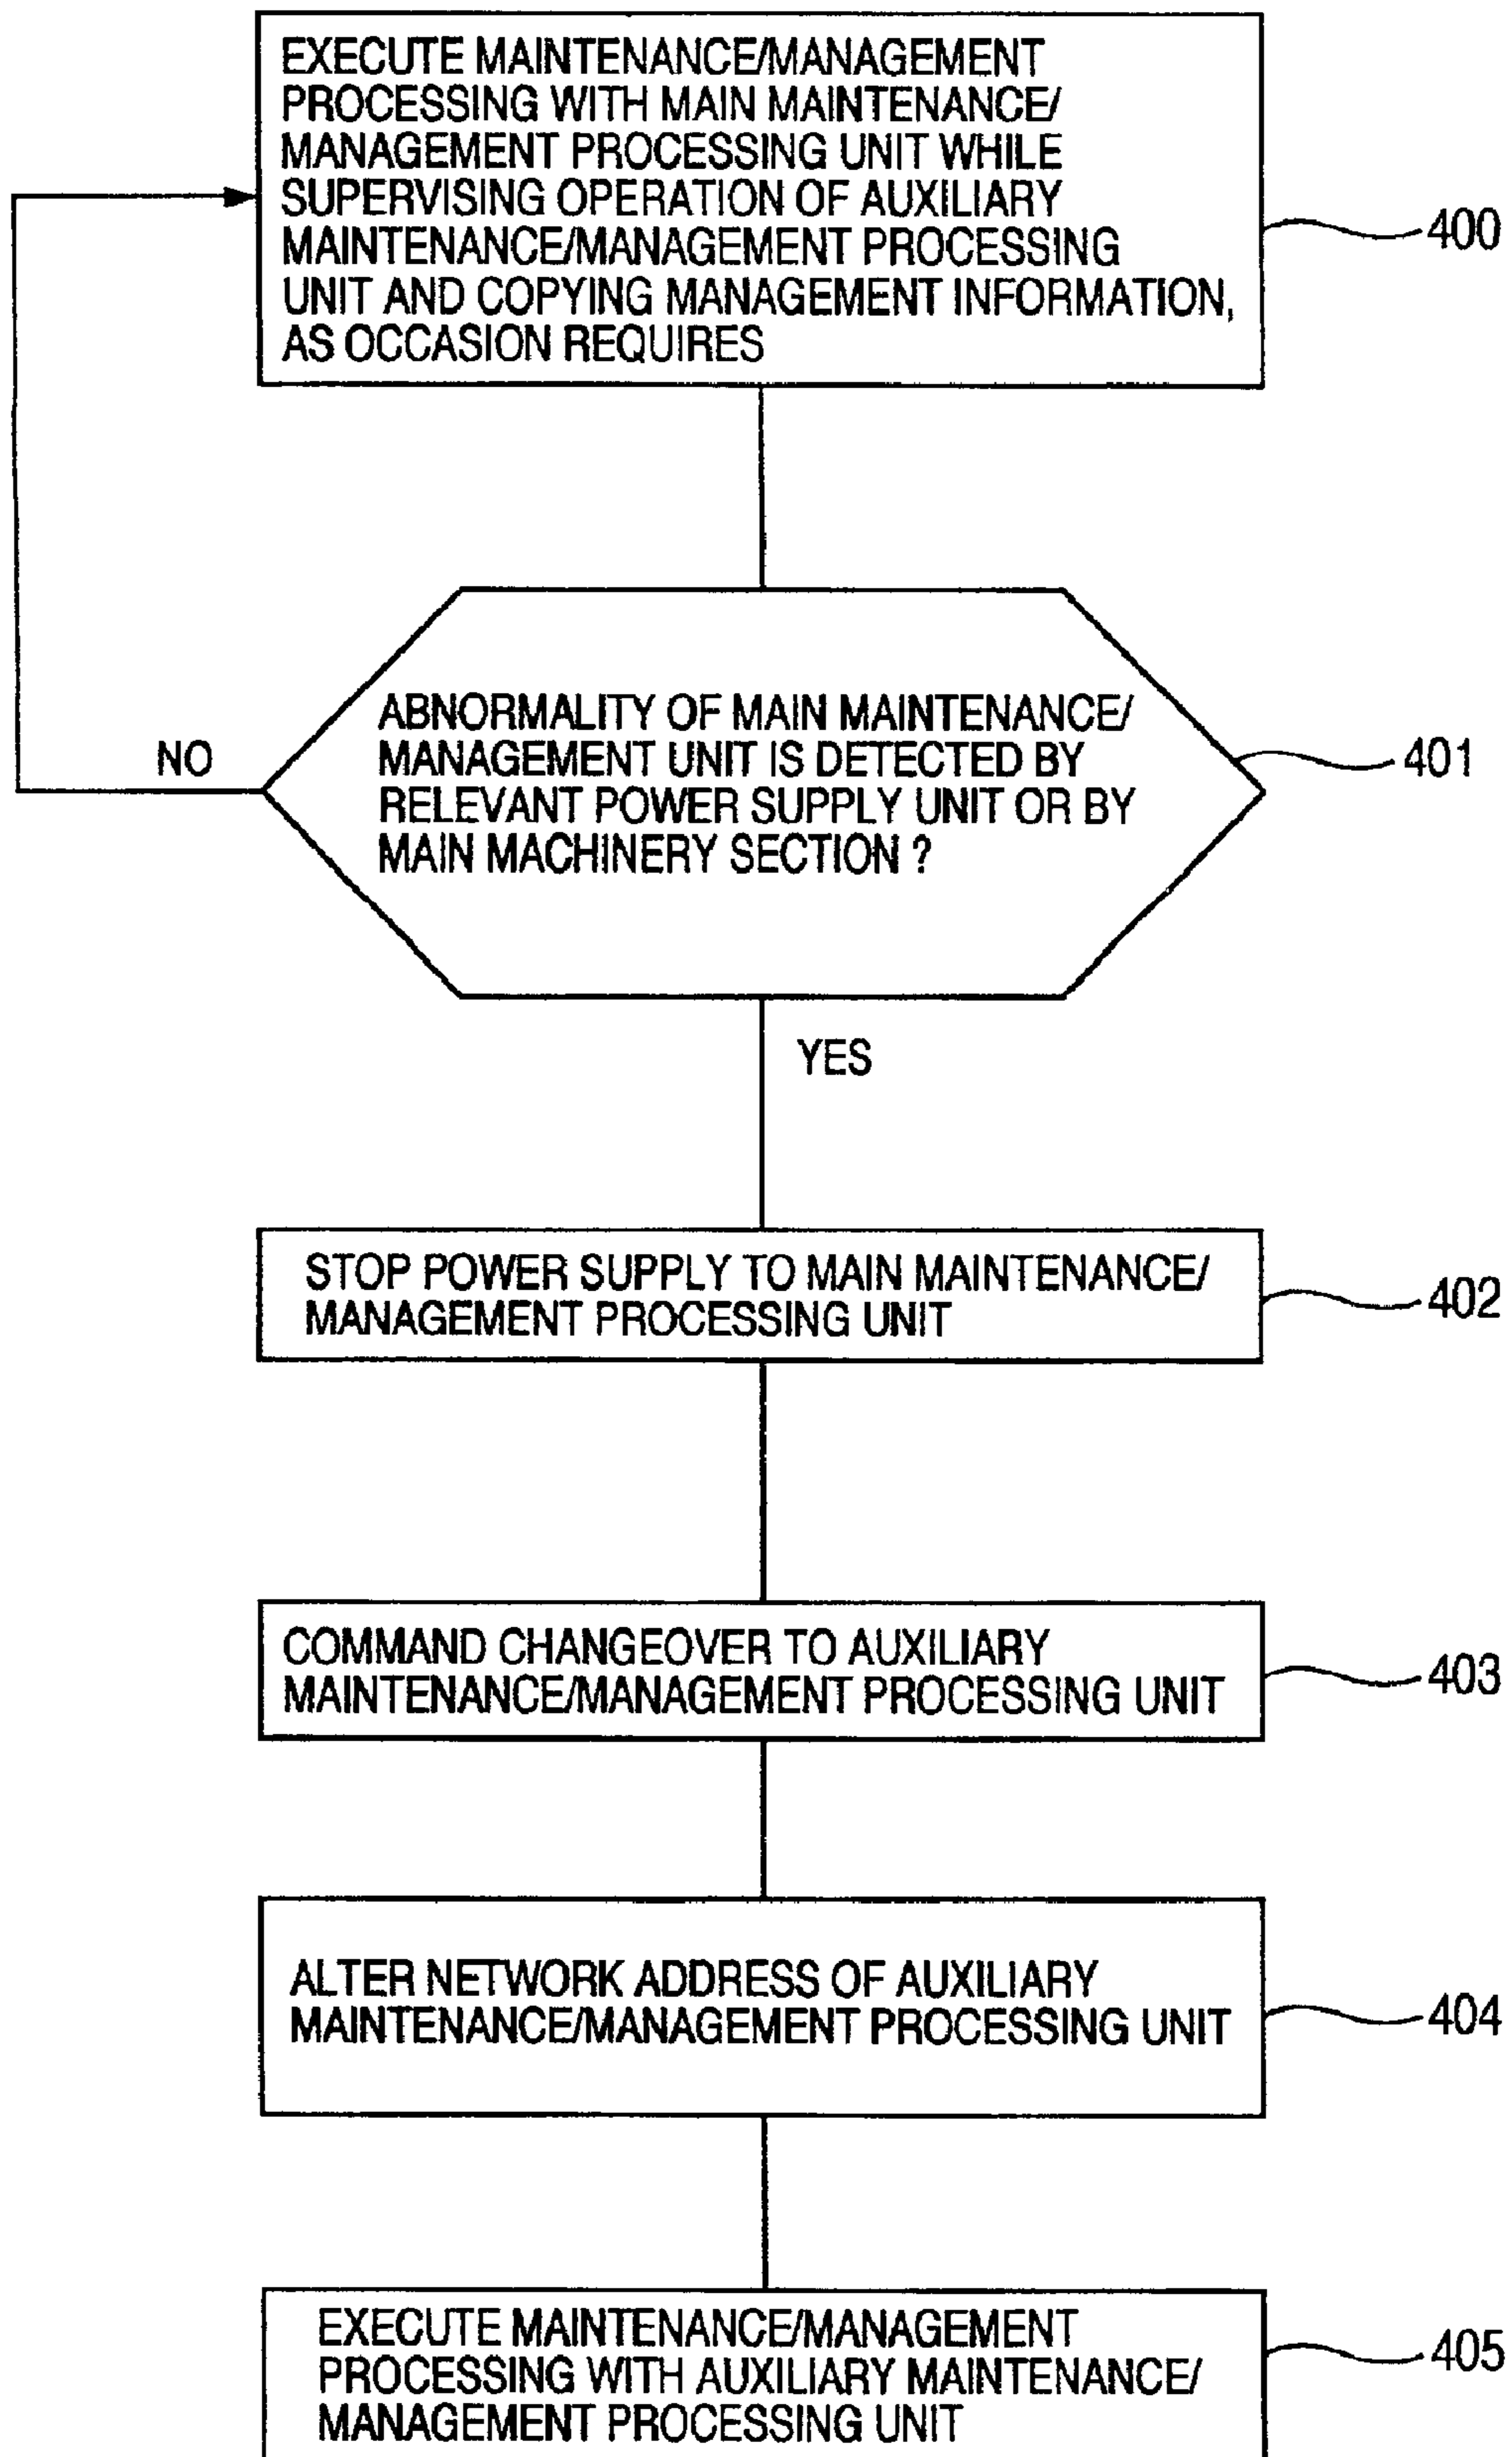 EXECUTE MAINTENANCE/MANAGEMENT
PROCESSING WITH MAIN MAINTENANCE/
MANAGEMENT PROCESSING UNIT WHILE
SUPERVISING OPERATION OF AUXILIARY
MAINTENANCE/MANAGEMENT PROCESSING
UNIT AND COPYING MANAGEMENT INFORMATION,
AS OCCASION REQUIRES
400
ABNORMALITY OF MAIN MAINTENANCE/
MANAGEMENT UNIT IS DETECTED BY
RELEVANT POWER SUPPLY UNIT OR BY
MAIN MACHINERY SECTION ?
401
NO
YES
STOP POWER SUPPLY TO MAIN MAINTENANCE/
MANAGEMENT PROCESSING UNIT
402
COMMAND CHANGEOVER TO AUXILIARY
MAINTENANCE/MANAGEMENT PROCESSING UNIT
403
ALTER NETWORK ADDRESS OF AUXILIARY
MAINTENANCE/MANAGEMENT PROCESSING UNIT
404
EXECUTE MAINTENANCE/MANAGEMENT
PROCESSING WITH AUXILIARY MAINTENANCE/
MANAGEMENT PROCESSING UNIT
405